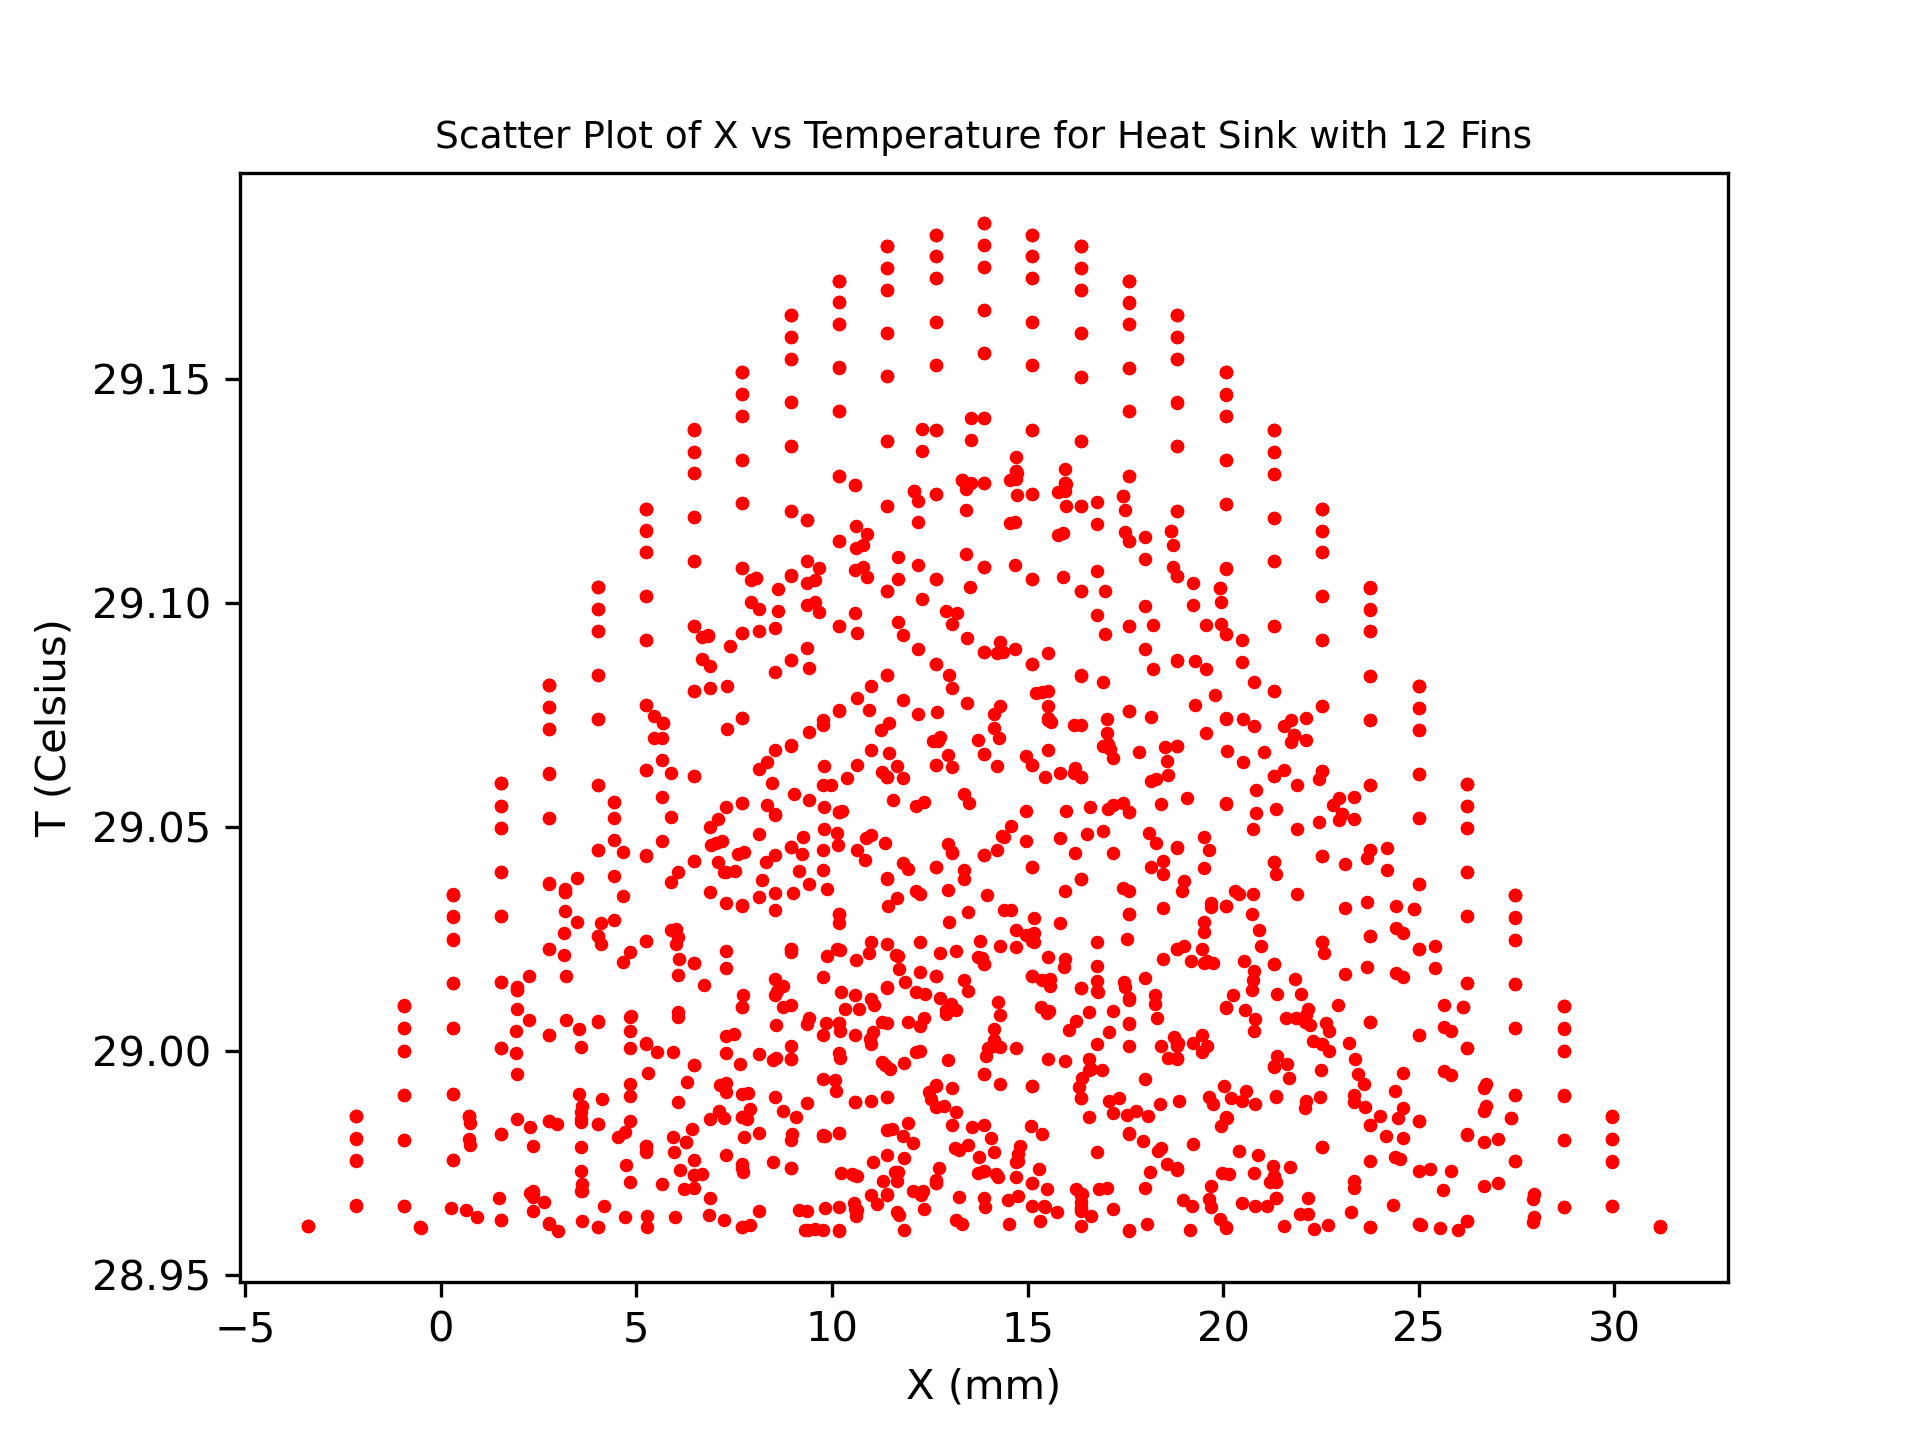 Scatter Plot of X vs Temperature for Heat Sink with 12 Fins
T (Celsius)
29.15
29.10
29.05
29.00
28.95
−5 0 5 10 15 20 25 30
X (mm)